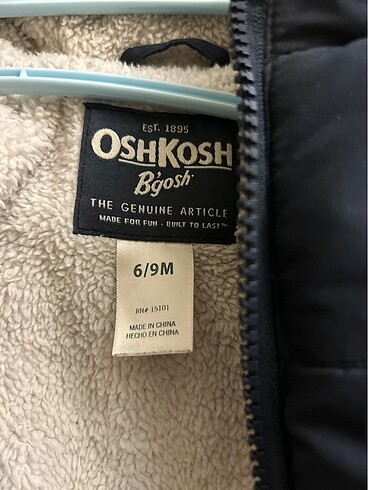 EST. 1895
OSHKOSH
B'gosh
THE GENUINE ARTICLE
MADE FOR FUN · BUILT TO LAST™
6/9M
RN# 15101
MADE IN CHINA
HECHO EN CHINA